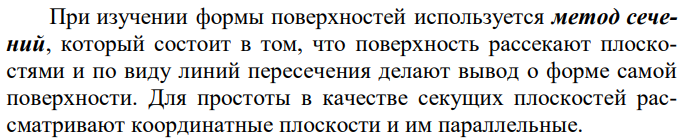 При изучении формы поверхностей используется метод сече-
ний, который состоит в том, что поверхность рассекают плоско-
стями и по виду линий пересечения делают вывод о форме самой
поверхности. Для простоты в качестве секущих плоскостей рас-
сматривают координатные плоскости и им параллельные.